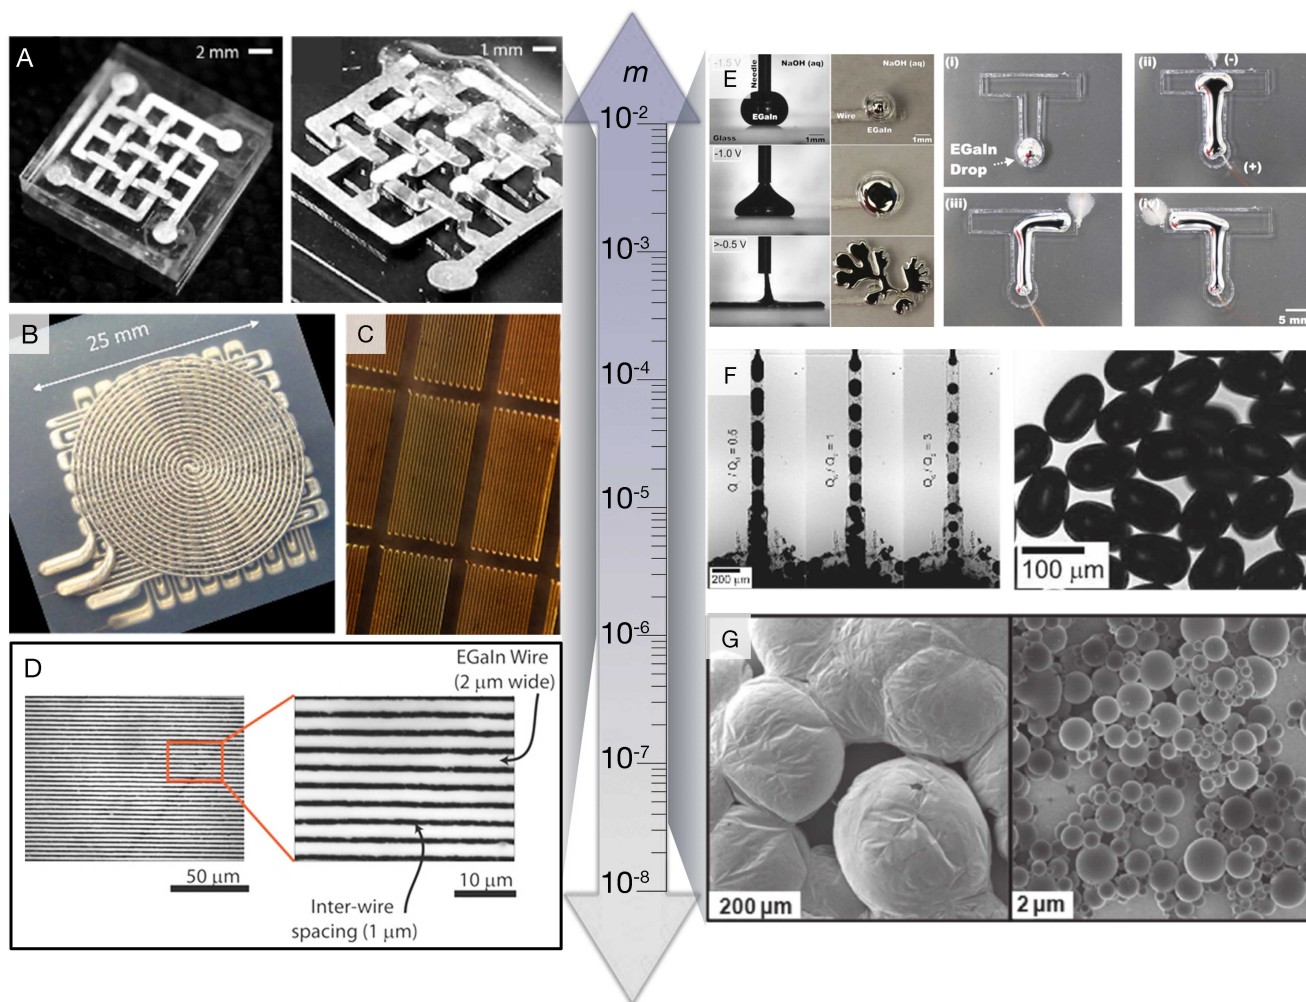 A
2 mm
1 mm
B
25 mm
C
D
EGaIn Wire
(2 μm wide)
50 μm
10 μm
Inter-wire
spacing (1 μm)
m
10-2
10-3
10-4
10-5
10-6
10-7
10-8
E
-1.5 V
Needle
NaOH (aq)
EGaIn
Glass
1mm
NaOH (aq)
Wire
EGaIn
1mm
-1.0 V
>-0.5 V
(i)
EGaIn
Drop
(ii)
(-)
(+)
(iii)
(iv)
5 mm
F
200 μm
100 μm
G
200 μm
2 μm